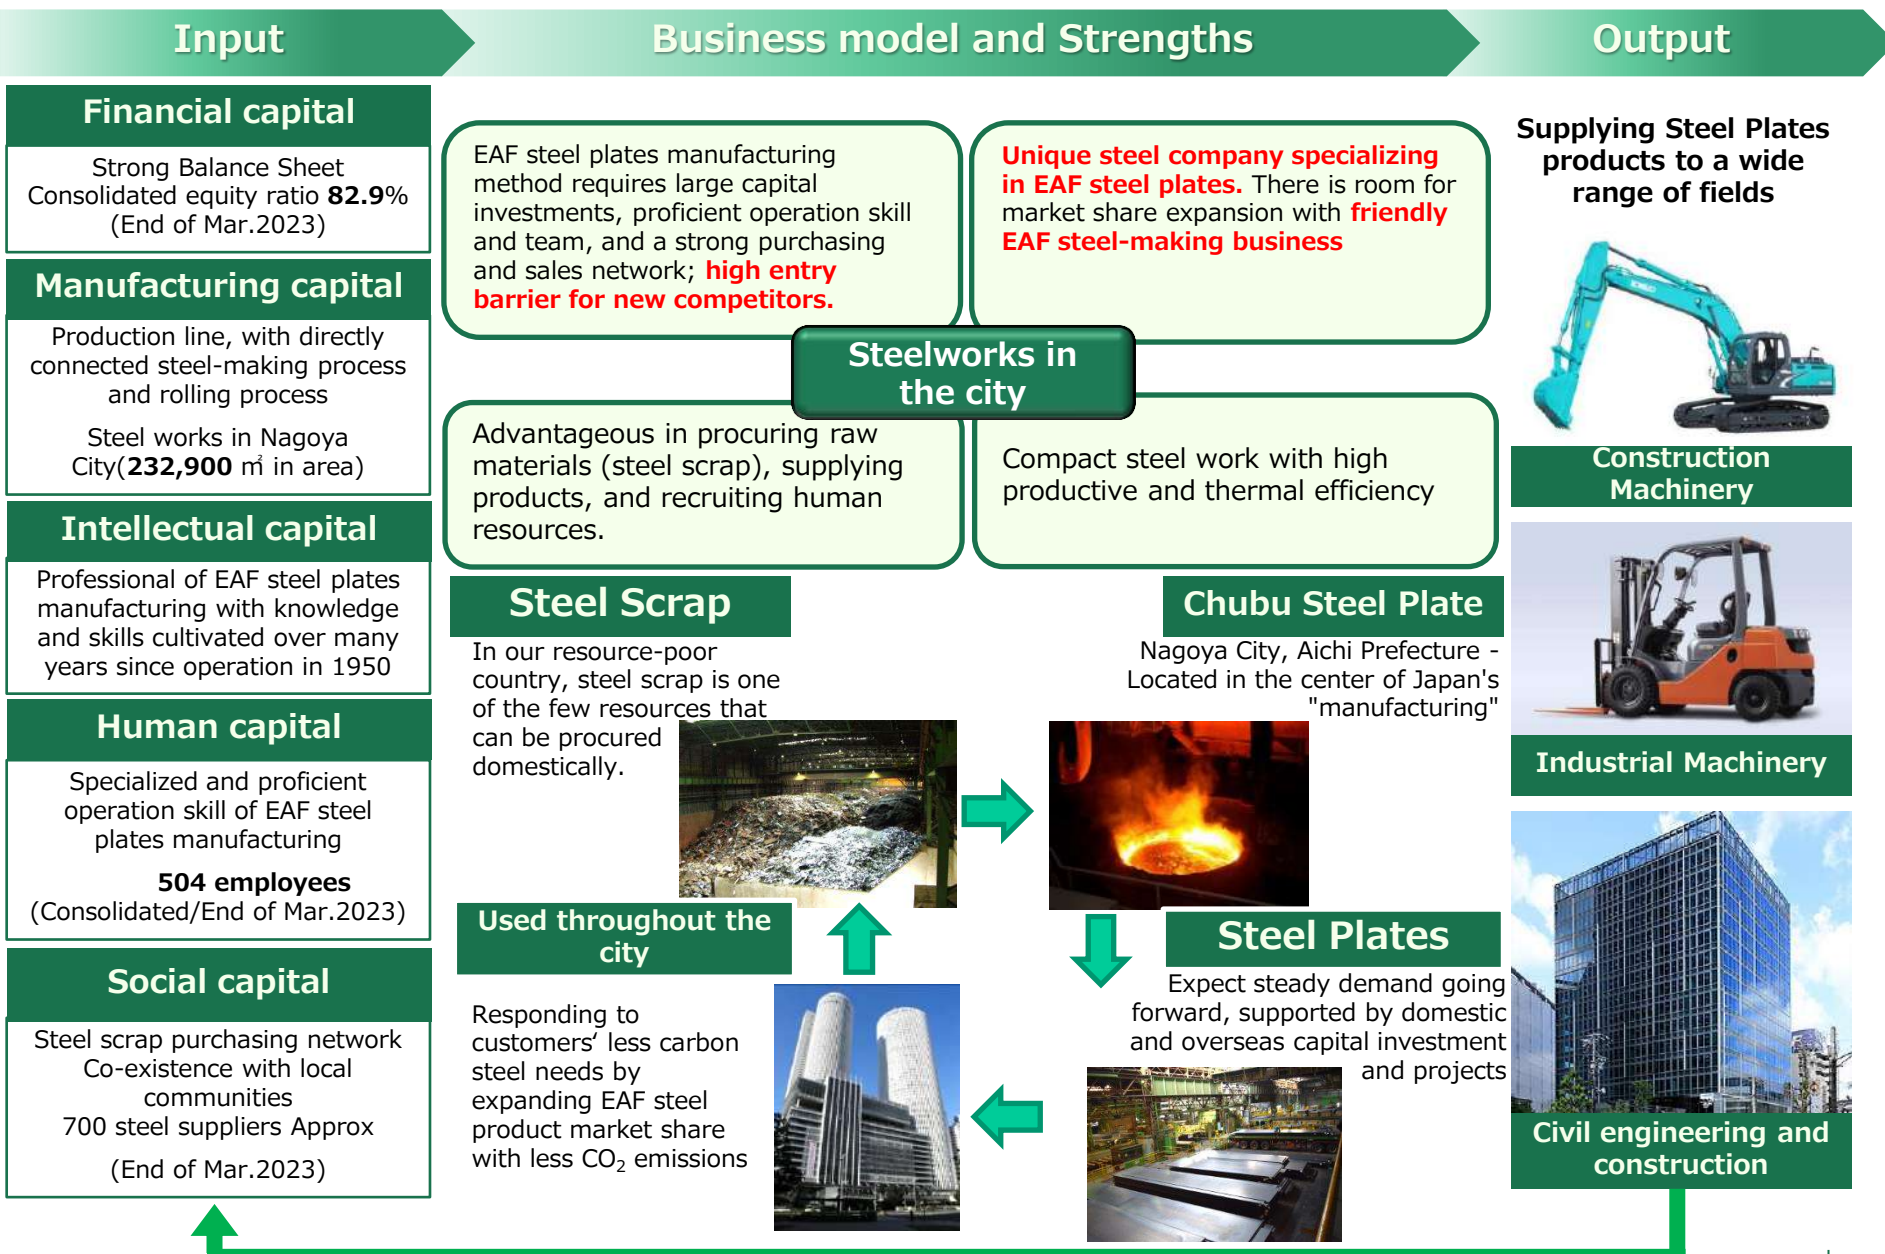 Input
Business model and Strengths
Output
Financial capital
Strong Balance Sheet
Consolidated equity ratio 82.9%
(End of Mar.2023)
Manufacturing capital
Production line, with directly
connected steel-making process
and rolling process
Steel works in Nagoya
City(232,900 ㎡ in area)
Intellectual capital
Professional of EAF steel plates
manufacturing with knowledge
and skills cultivated over many
years since operation in 1950
Human capital
Specialized and proficient
operation skill of EAF steel
plates manufacturing
504 employees
(Consolidated/End of Mar.2023)
Social capital
Steel scrap purchasing network
Co-existence with local
communities
700 steel suppliers Approx
(End of Mar.2023)
EAF steel plates manufacturing
method requires large capital
investments, proficient operation skill
and team, and a strong purchasing
and sales network; high entry
barrier for new competitors.
Unique steel company specializing
in EAF steel plates. There is room for
market share expansion with friendly
EAF steel-making business
Steelworks in
the city
Advantageous in procuring raw
materials (steel scrap), supplying
products, and recruiting human
resources.
Compact steel work with high
productive and thermal efficiency
Steel Scrap
In our resource-poor
country, steel scrap is one
of the few resources that
can be procured
domestically.
Chubu Steel Plate
Nagoya City, Aichi Prefecture -
Located in the center of Japan's
"manufacturing"
Used throughout the
city
Responding to
customers‘ less carbon
steel needs by
expanding EAF steel
product market share
with less CO₂ emissions
Steel Plates
Expect steady demand going
forward, supported by domestic
and overseas capital investment
and projects
Supplying Steel Plates
products to a wide
range of fields
KOBELCO
Construction
Machinery
Industrial Machinery
Civil engineering and
construction